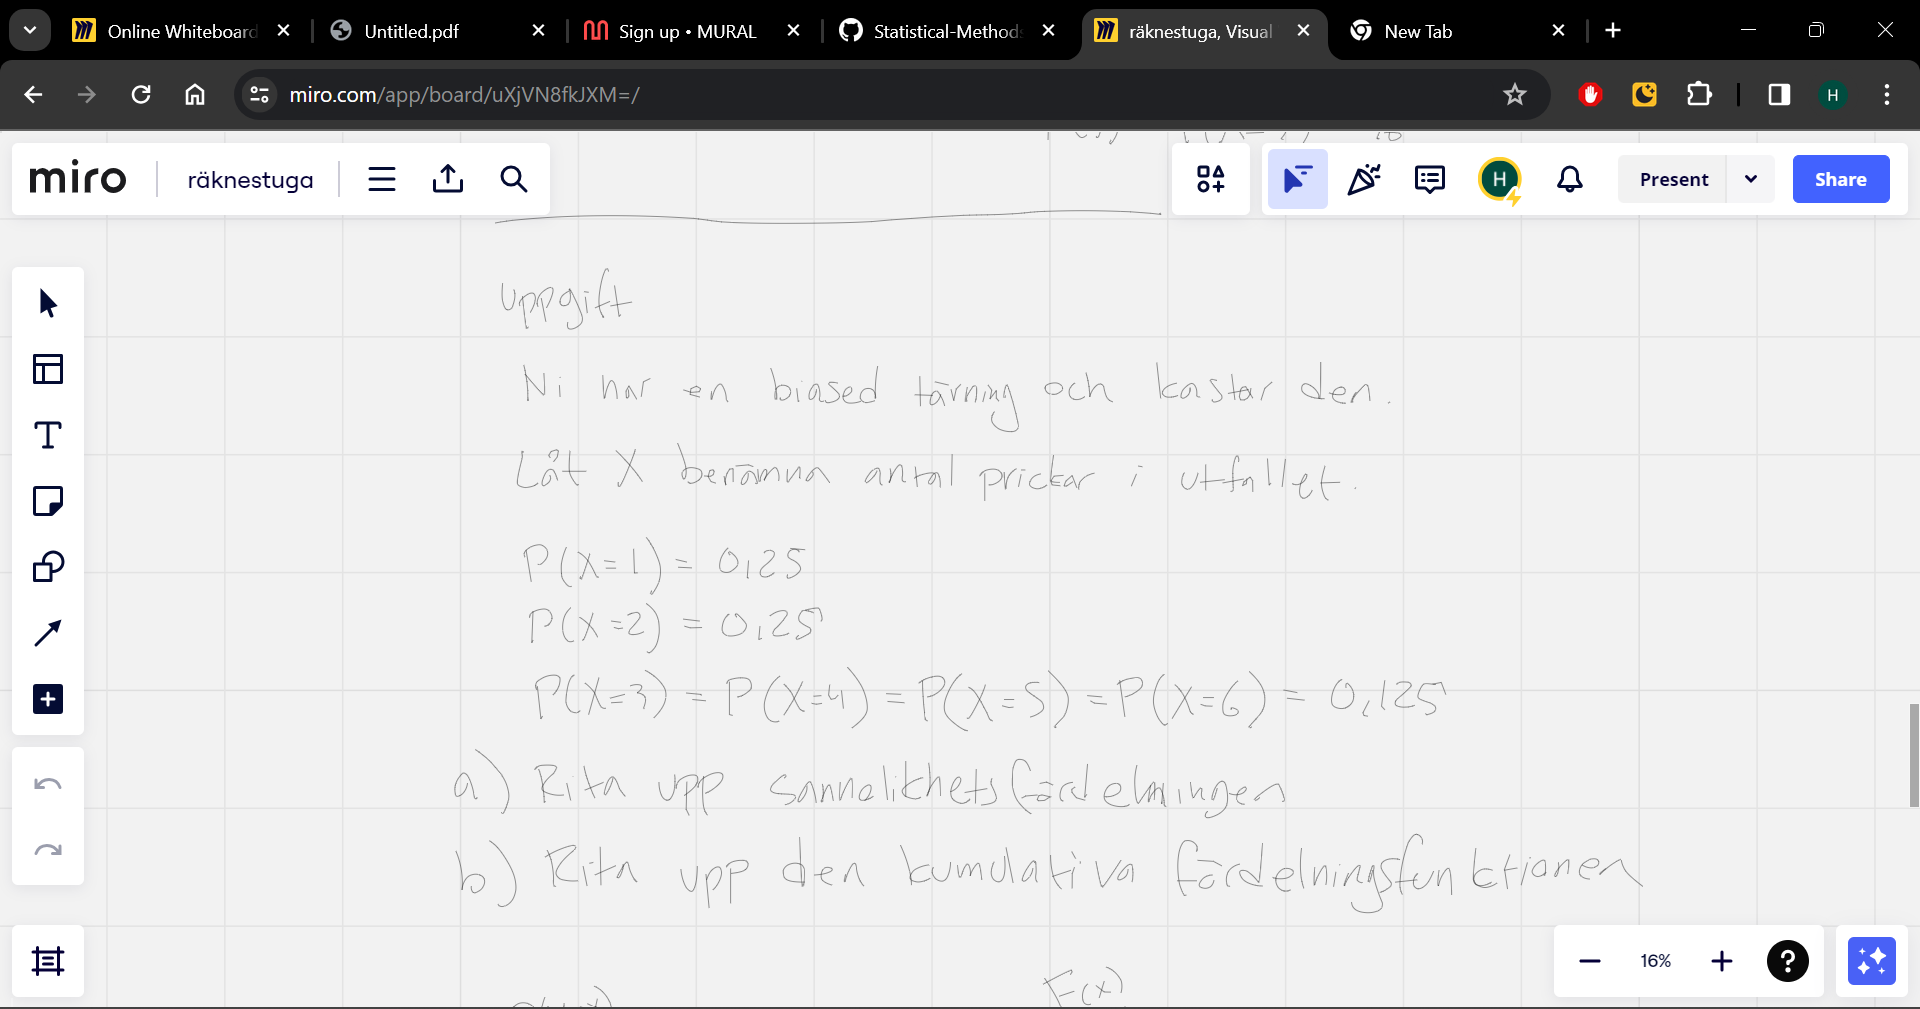 Online Whiteboard
Untitled.pdf
Sign up • MURAL
Statistical-Methods
räknestuga, Visual
New Tab
miro.com/app/board/uXjVN8fkJXM=/
H
miro
räknestuga
H
Present
Share
Uppgift
Ni har en biased tärning och kastar den.
Låt X benämna antal prickar i utfallet.
P(X=1) = 0,25
P(X=2) = 0,25
P(X=3) = P(X=4) = P(X=5) = P(X=6) = 0,125
a) Rita upp sannolikhetsfördelningen
b) Rita upp den kumulativa fördelningsfunktionen
F(x)
16%